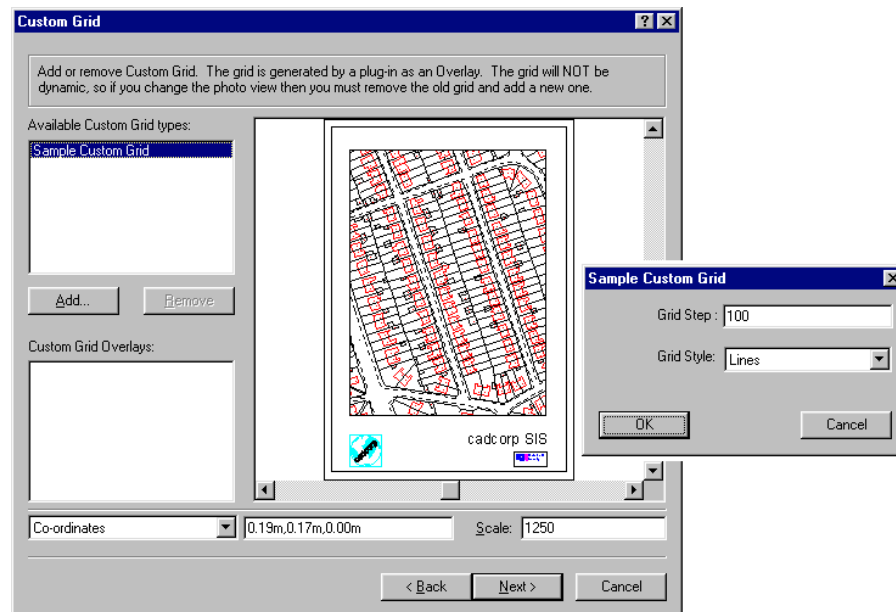 Custom Grid
Add or remove Custom Grid. The grid is generated by a plug-in as an Overlay. The grid will NOT be
dynamic, so if you change the photo view then you must remove the old grid and add a new one.
Available Custom Grid types:
Sample Custom Grid
Add...
Remove
Custom Grid Overlays:
cadcorp SIS
Co-ordinates
0.19m,0.17m,0.00m
Scale:
1250
< Back
Next >
Cancel
Sample Custom Grid
Grid Step :
100
Grid Style:
Lines
OK
Cancel